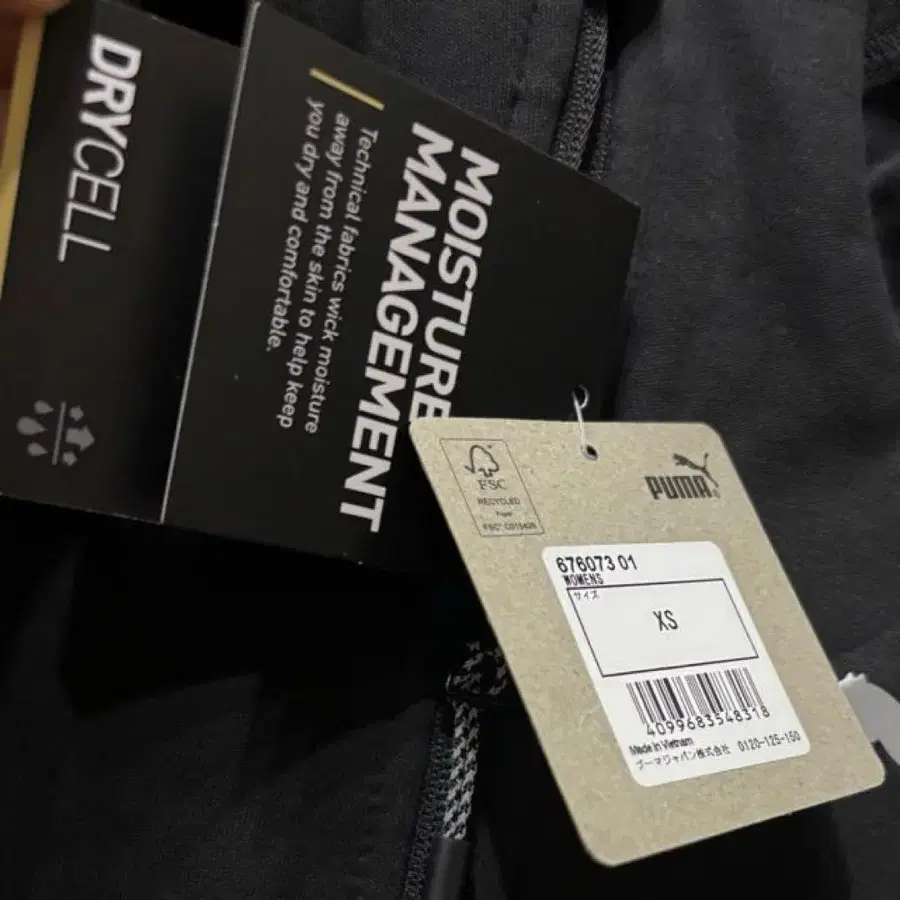 DRYCELL
MOISTURE
MANAGEMENT
Technical fabrics wick moisture
away from the skin to help keep
you dry and comfortable.
FSC
RECYCLED
Paper
PUMA
676073 01
WOMENS
サイズ
XS
4099683548318
Made in Vietnam
プーマジャパン株式会社 0120-125-150